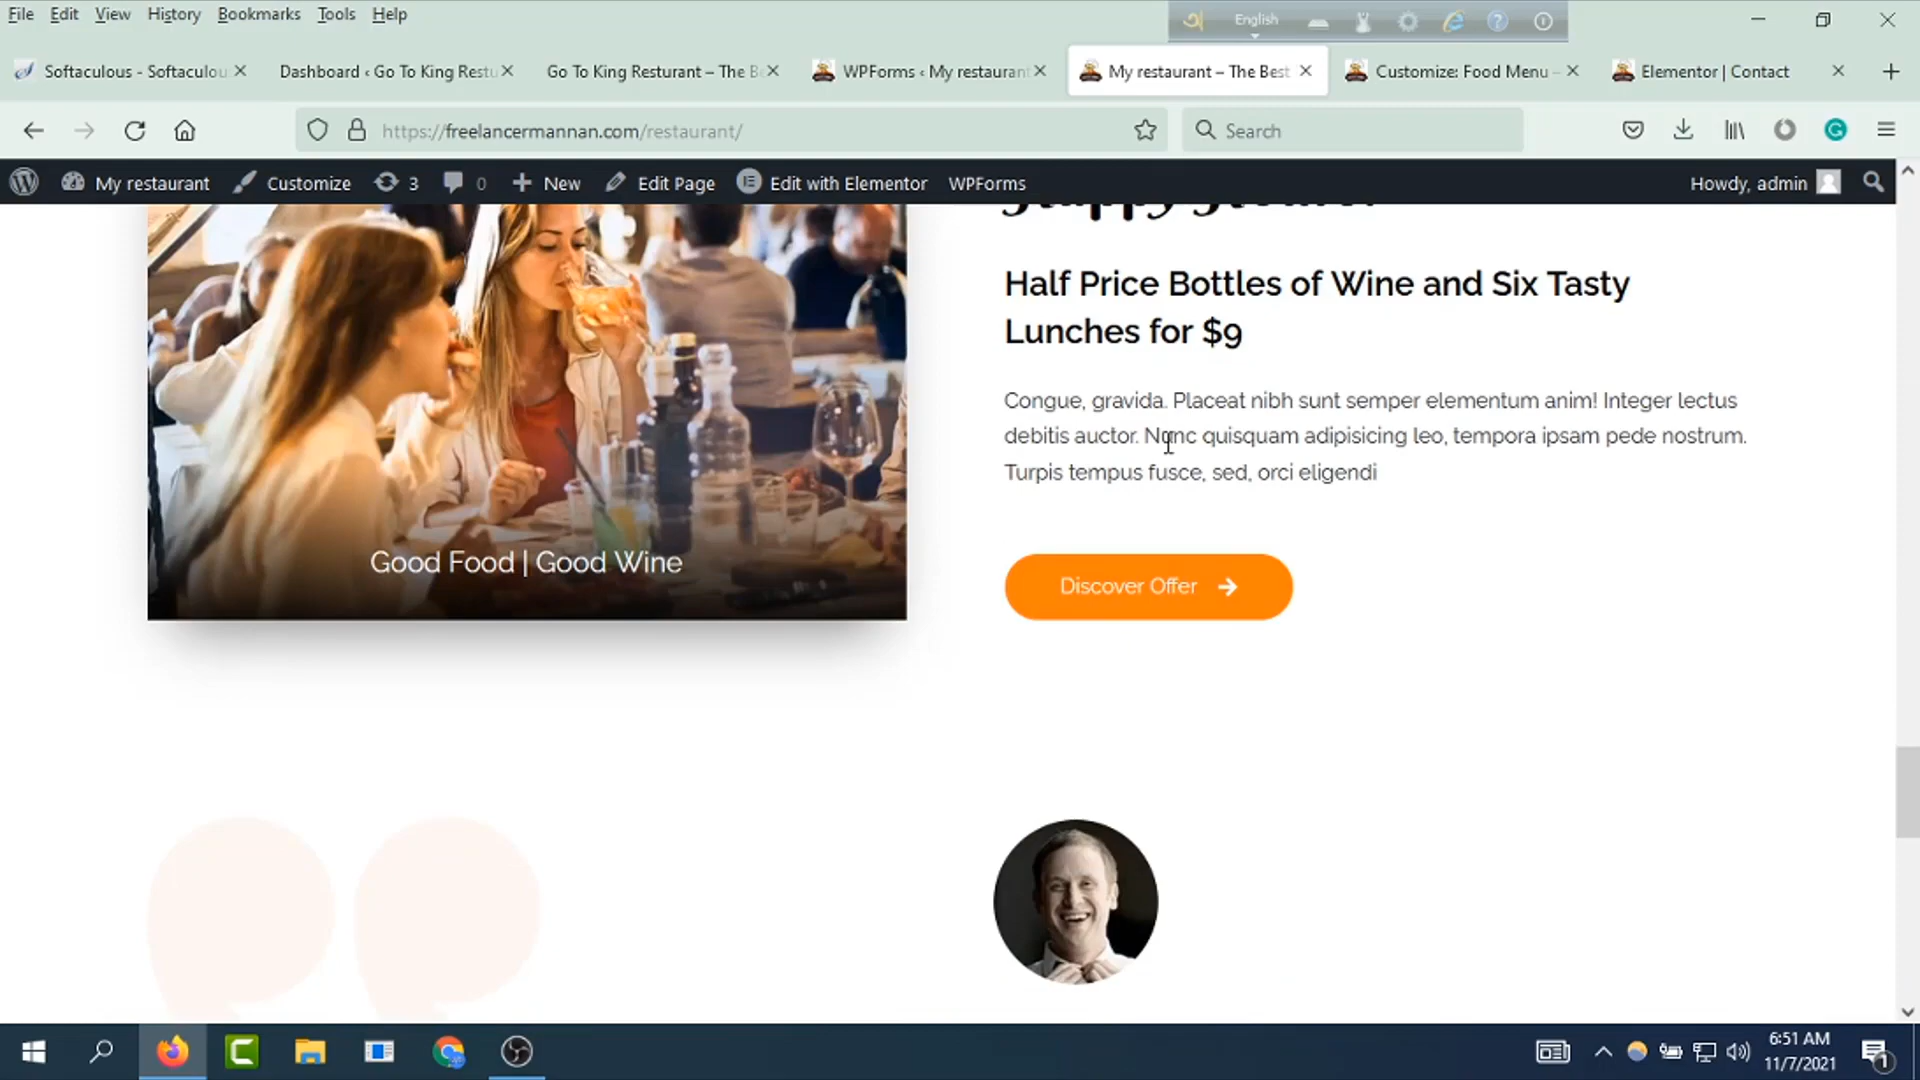 File Edit View History Bookmarks Tools Help
English
Softaculous - Softaculou
Dashboard ‹ Go To King Restu
Go To King Resturant – The B
WPForms ‹ My restaurant
My restaurant – The Best
Customize: Food Menu –
Elementor | Contact
https://freelancermannan.com/restaurant/
Search
My restaurant Customize 3 0 New Edit Page Edit with Elementor WPForms Howdy, admin
Half Price Bottles of Wine and Six Tasty
Lunches for $9
Congue, gravida. Placeat nibh sunt semper elementum anim! Integer lectus
debitis auctor. Nunc quisquam adipisicing leo, tempora ipsam pede nostrum.
Turpis tempus fusce, sed, orci eligendi
Good Food | Good Wine
Discover Offer
6:51 AM
11/7/2021
1